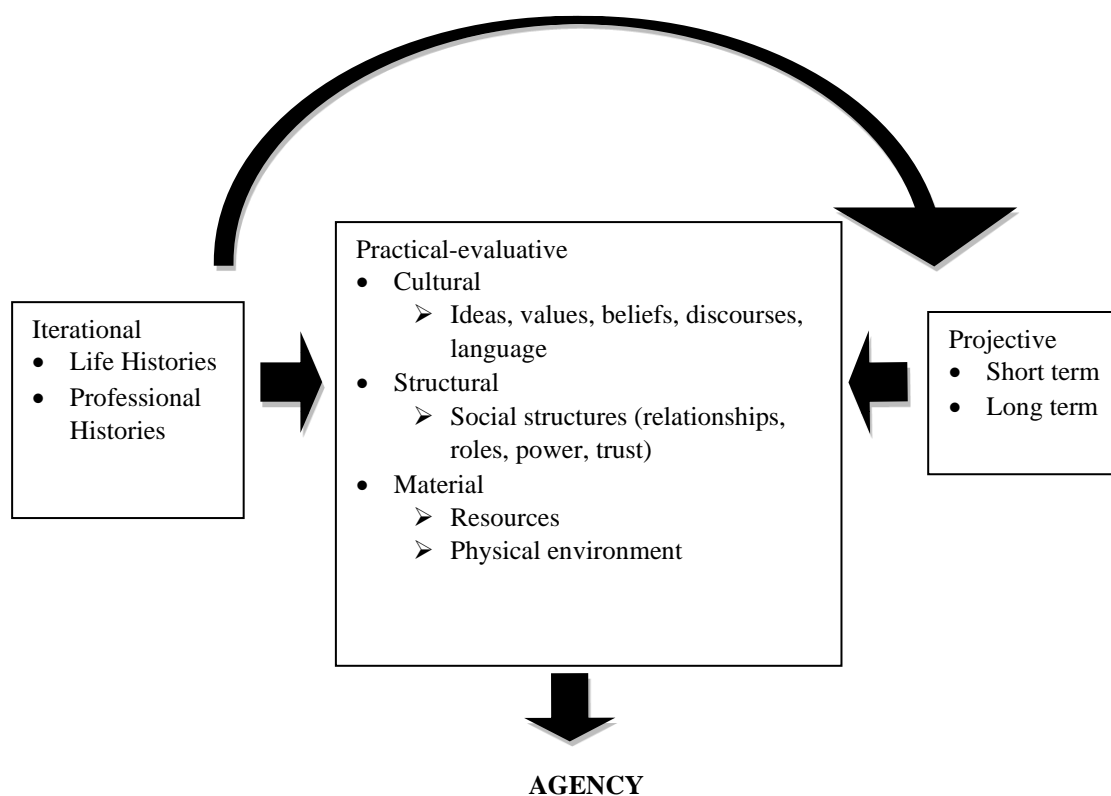 Iterational
• Life Histories
• Professional
Histories
Practical-evaluative
• Cultural
➢ Ideas, values, beliefs, discourses,
language
• Structural
➢ Social structures (relationships,
roles, power, trust)
• Material
➢ Resources
➢ Physical environment
Projective
• Short term
• Long term
AGENCY